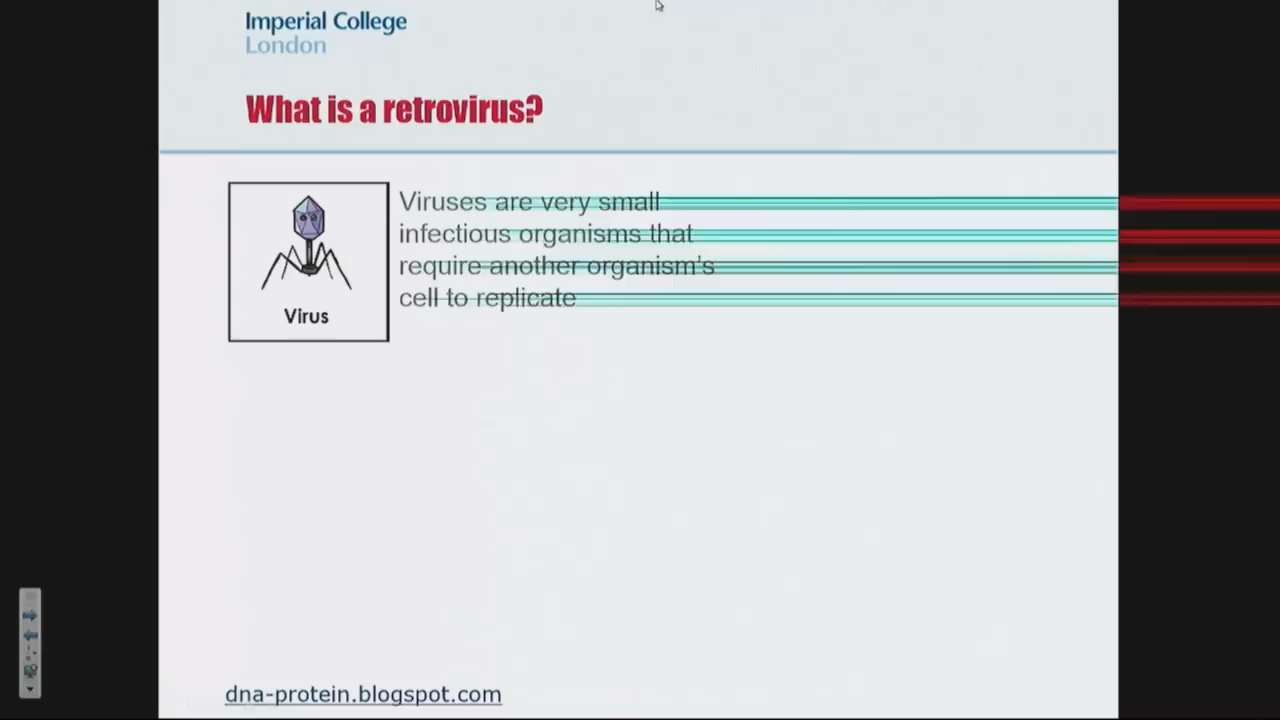 Imperial College
London
What is a retrovirus?
Viruses are very small
infectious organisms that
require another organism's
cell to replicate
Virus
dna-protein.blogspot.com